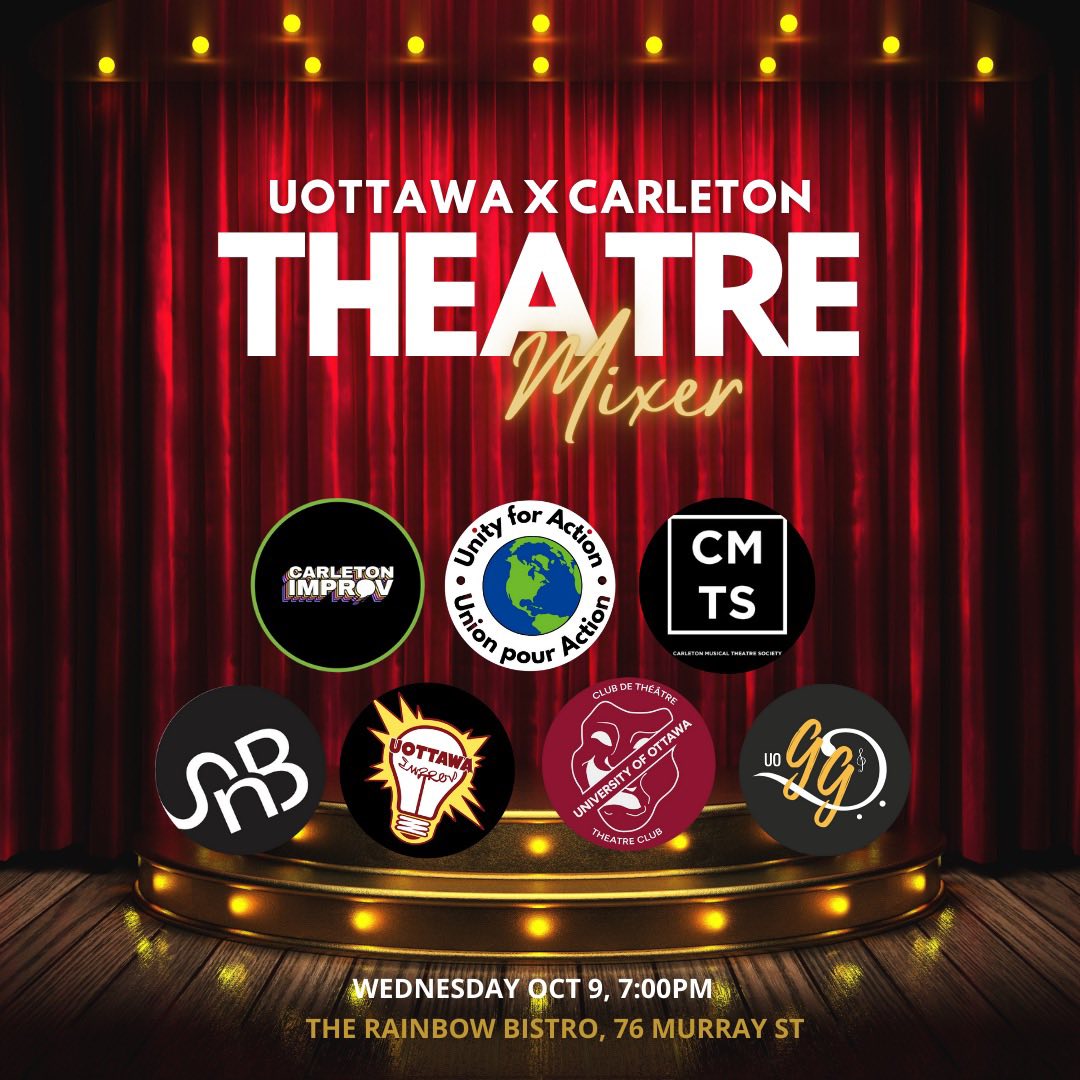 UOTTAWA X CARLETON
THEATRE
Mixer
CARLETON
IMPROV
Unity for Action
Union pour Action
CM
TS
CARLETON MUSICAL THEATRE SOCIETY
SnB
UOTTAWA
Improv
CLUB DE THÉÂTRE
UNIVERSITY OF OTTAWA
THEATRE CLUB
UO gg
WEDNESDAY OCT 9, 7:00PM
THE RAINBOW BISTRO, 76 MURRAY ST